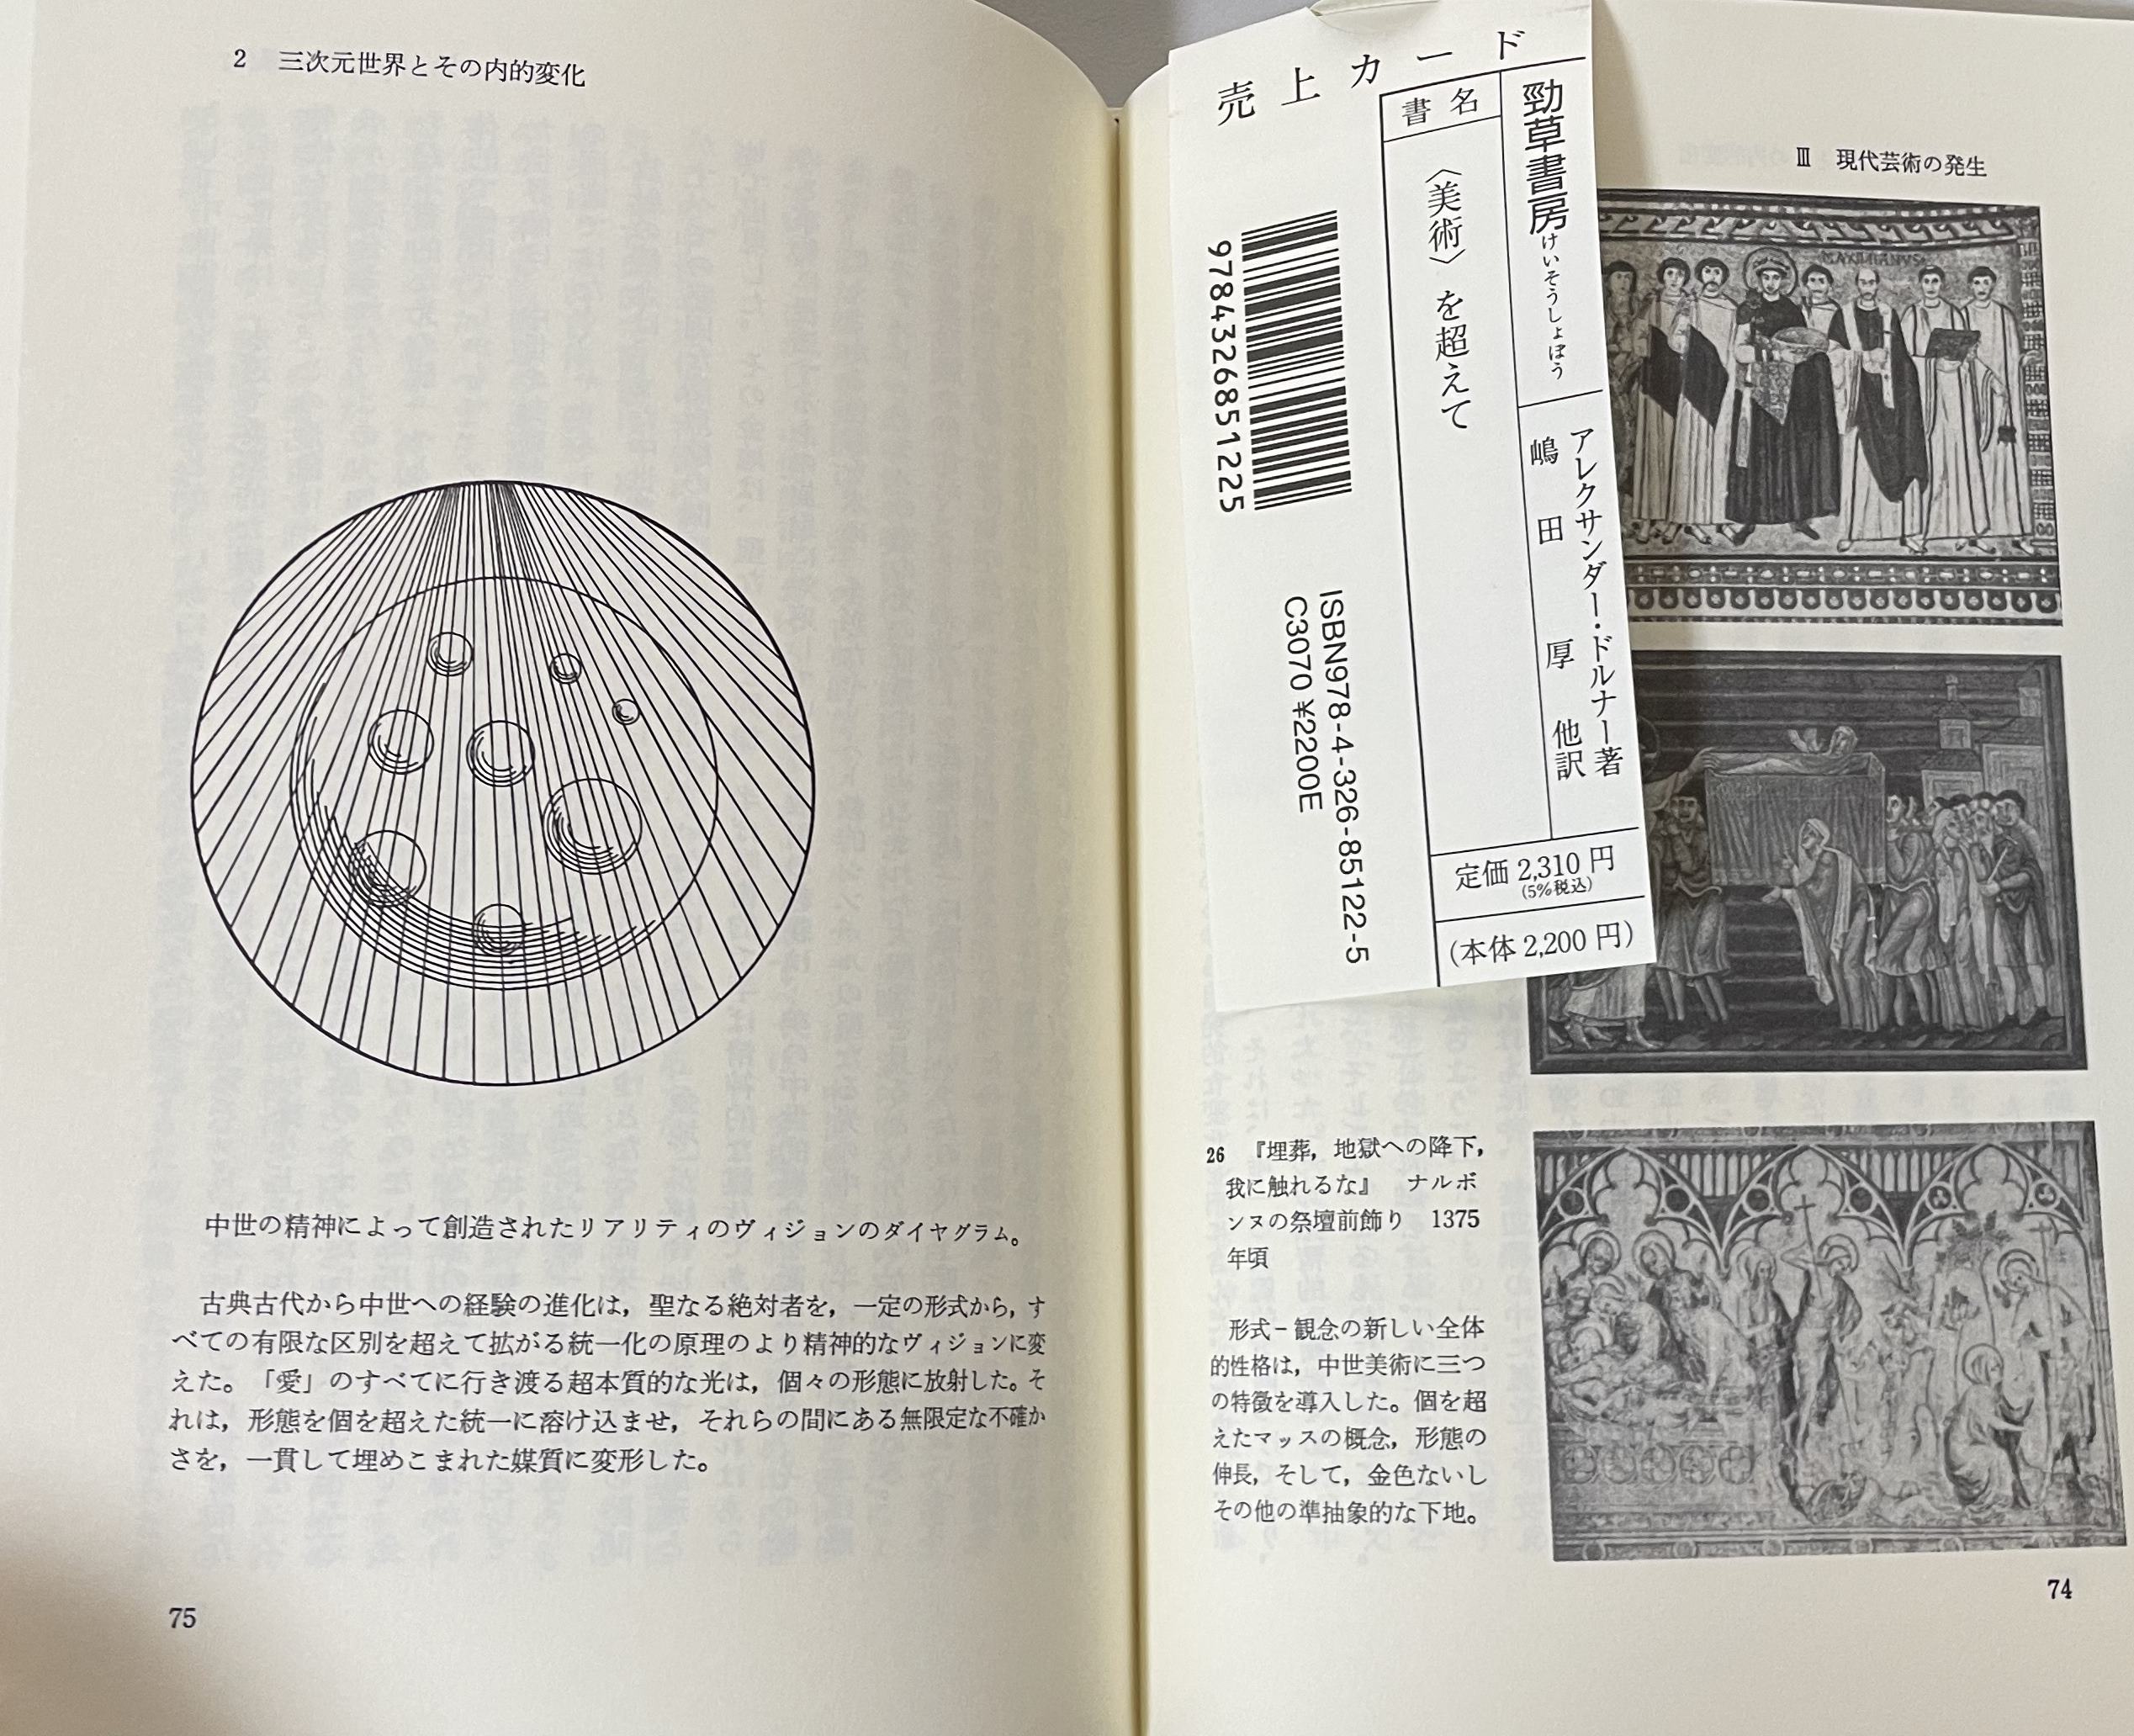 Ⅲ 現代芸術の発生
MAXIMIANVS
売上カード
書名
〈美術〉を超えて
勁草書房
けいそうしょぼう
アレクサンダー・ドルナー著
嶋田 厚 他訳
定価 2,310 円
(5%税込)
(本体 2,200 円)
9784326851225
ISBN978-4-326-85122-5
C3070 ¥2200E
26 『埋葬，地獄への降下，
我に触れるな』 ナルボ
ンヌの祭壇前飾り 1375
年頃
形式－観念の新しい全体
的性格は，中世美術に三つ
の特徴を導入した。個を超
えたマッスの概念，形態の
伸長，そして，金色ないし
その他の準抽象的な下地。
74
2 三次元世界とその内的変化
中世の精神によって創造されたリアリティのヴィジョンのダイヤグラム。
古典古代から中世への経験の進化は，聖なる絶対者を，一定の形式から，す
べての有限な区別を超えて拡がる統一化の原理のより精神的なヴィジョンに変
えた。「愛」のすべてに行き渡る超本質的な光は，個々の形態に放射した。そ
れは，形態を個を超えた統一に溶け込ませ，それらの間にある無限定な不確か
さを，一貫して埋めこまれた媒質に変形した。
75